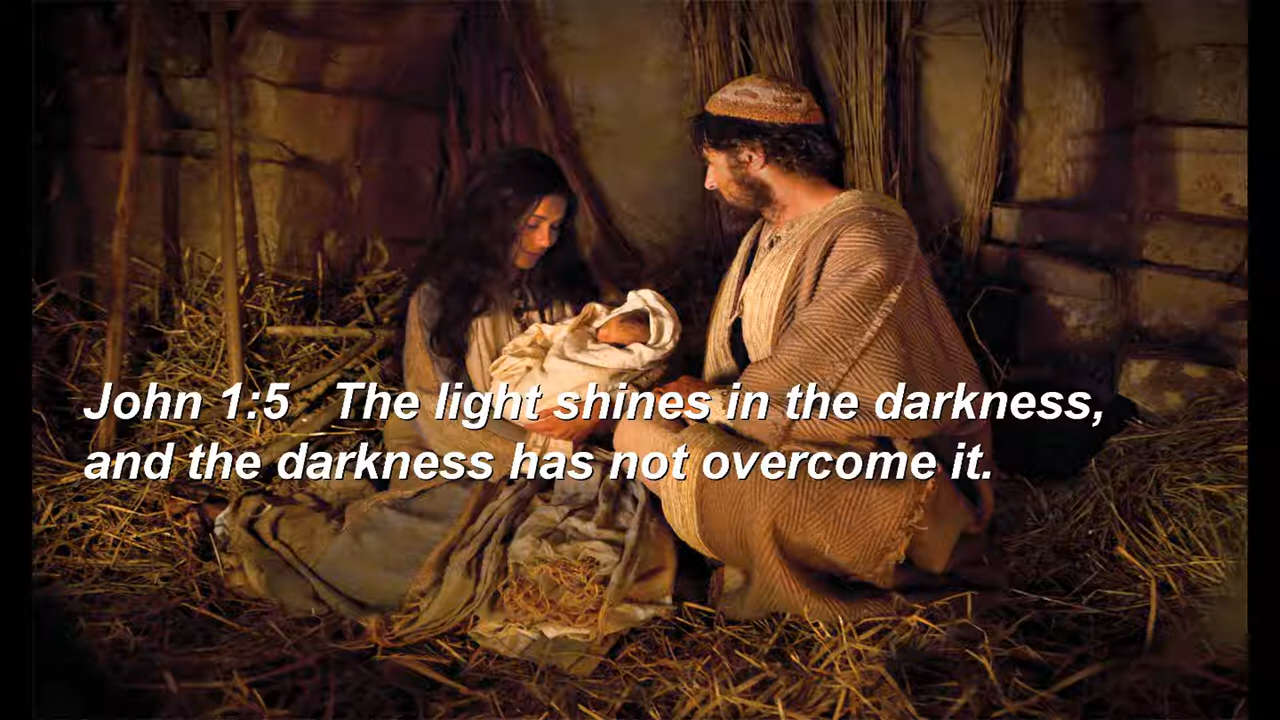 John 1:5 The light shines in the darkness,
and the darkness has not overcome it.